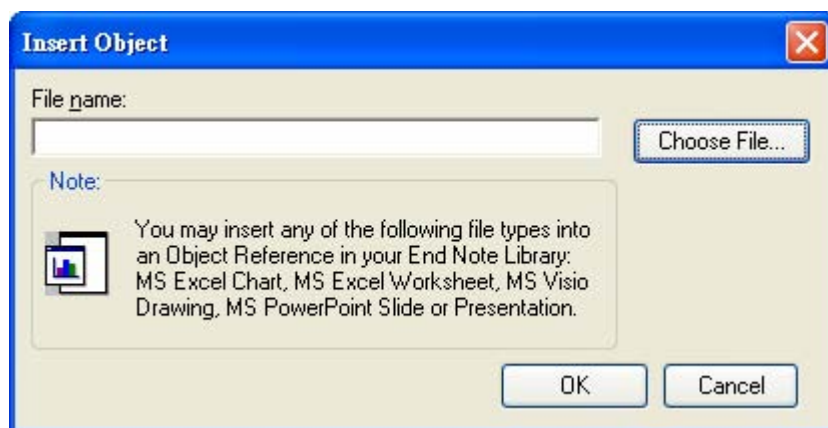 Insert Object
File name:
Choose File...
Note:
You may insert any of the following file types into
an Object Reference in your End Note Library:
MS Excel Chart, MS Excel Worksheet, MS Visio
Drawing, MS PowerPoint Slide or Presentation.
OK Cancel